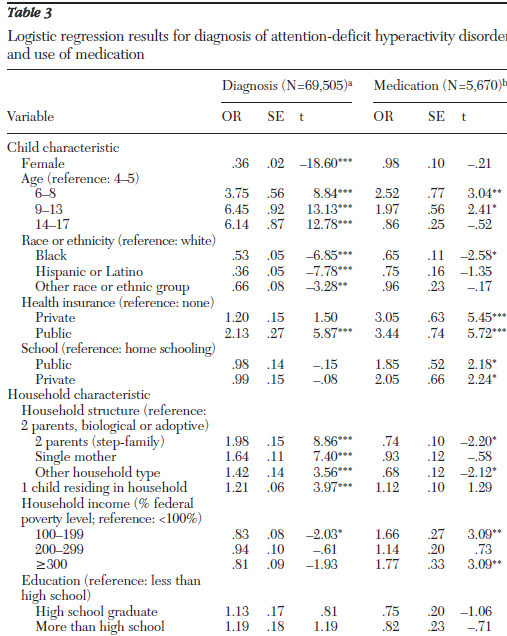 Table 3
Logistic regression results for diagnosis of attention-deficit hyperactivity disorder
and use of medication
Diagnosis (N=69,505)a Medication (N=5,670)b
Variable OR SE t OR SE t
Child characteristic
Female .36 .02 –18.60*** .98 .10 –.21
Age (reference: 4–5)
6–8 3.75 .56 8.84*** 2.52 .77 3.04**
9–13 6.45 .92 13.13*** 1.97 .56 2.41*
14–17 6.14 .87 12.78*** .86 .25 –.52
Race or ethnicity (reference: white)
Black .53 .05 –6.85*** .65 .11 –2.58*
Hispanic or Latino .36 .05 –7.78*** .75 .16 –1.35
Other race or ethnic group .66 .08 –3.28** .96 .23 –.17
Health insurance (reference: none)
Private 1.20 .15 1.50 3.05 .63 5.45***
Public 2.13 .27 5.87*** 3.44 .74 5.72***
School (reference: home schooling)
Public .98 .14 –.15 1.85 .52 2.18*
Private .99 .15 –.08 2.05 .66 2.24*
Household characteristic
Household structure (reference:
2 parents, biological or adoptive)
2 parents (step-family) 1.98 .15 8.86*** .74 .10 –2.20*
Single mother 1.64 .11 7.40*** .93 .12 –.58
Other household type 1.42 .14 3.56*** .68 .12 –2.12*
1 child residing in household 1.21 .06 3.97*** 1.12 .10 1.29
Household income (% federal
poverty level; reference: <100%)
100–199 .83 .08 –2.03* 1.66 .27 3.09**
200–299 .94 .10 –.61 1.14 .20 .73
≥300 .81 .09 –1.93 1.77 .33 3.09**
Education (reference: less than
high school)
High school graduate 1.13 .17 .81 .75 .20 –1.06
More than high school 1.19 .18 1.19 .82 .23 –.71